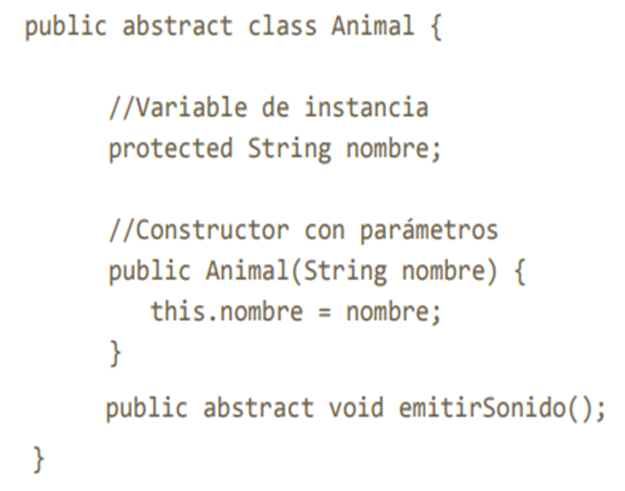 public abstract class Animal {
//Variable de instancia
protected String nombre;
//Constructor con parámetros
public Animal(String nombre) {
this.nombre = nombre;
}
public abstract void emitirSonido();
}